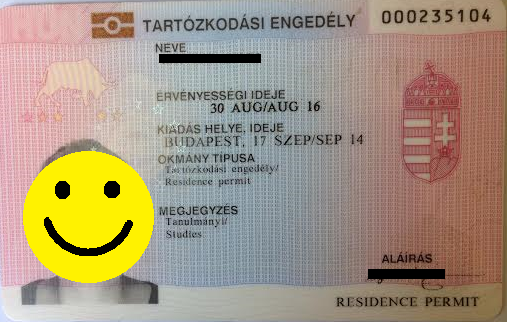 HUN
TARTÓZKODÁSI ENGEDÉLY
000235104
NEVE
ÉRVÉNYESSÉGI IDEJE
30 AUG/AUG 16
KIADÁS HELYE, IDEJE
BUDAPEST, 17 SZEP/SEP 14
OKMÁNY TÍPUSA
Tartózkodási engedély/
Residence permit
MEGJEGYZÉS
Tanulmányi/
Studies
ALÁÍRÁS
RESIDENCE PERMIT